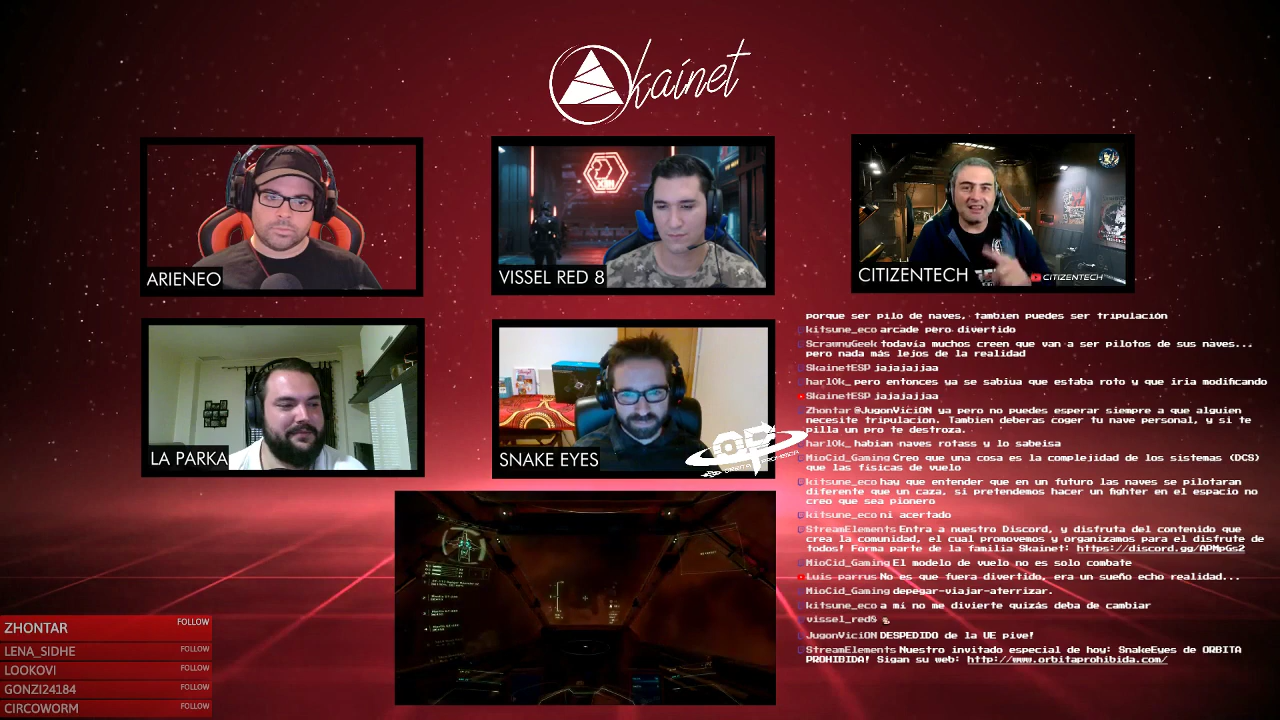 kainet
ARIENEO
VISSEL RED 8
CITIZENTECH
CITIZENTECH
LA PARKA
SNAKE EYES
OP
porque ser pilo de naves, tambien puedes ser tripulación
kitsune_eco arcade pero divertido
ScrawnyGeek todavía muchos creen que van a ser pilotos de sus naves...
pero nada más lejos de la realidad
SkainetESP jajajajjaa
harl0k_ pero entonces ya se sabiua que estaba roto y que iria modificando
SkainetESP jajajajjaa
Zhontar @JugonViciON ya pero no puedes esperar siempre a que alguien
necesite tripulacion. Tambien deberas coger tu nave personal, y si te
pilla un pro te destroza.
harl0k_ habian naves rotass y lo sabeisa
MioCid_Gaming Creo que una cosa es la complejidad de los sistemas (DCS)
que las físicas de vuelo
kitsune_eco hay que entender que en un futuro las naves se pilotaran
diferente que un caza, si pretendemos hacer un fighter en el espacio no
creo que sea pionero
kitsune_eco ni acertado
StreamElements Entra a nuestro Discord, y disfruta del contenido que
crea la comunidad, el cual promovemos y organizamos para el disfrute de
todos! Forma parte de la familia Skainet: https://discord.gg/APMpGs2
MioCid_Gaming El modelo de vuelo no es solo combate
Luis parrus No es que fuera divertido, era un sueño echo realidad...
MioCid_Gaming depegar-viajar-aterrizar.
kitsune_eco a mí no me divierte quizás deba de cambiar
vissel_red8
JugonViciON DESPEDIDO de la UE pive!
StreamElements Nuestro invitado especial de hoy: SnakeEyes de ORBITA
PROHIBIDA! Sigan su web: http://www.orbitaprohibida.com/
ZHONTAR FOLLOW
LENA_SIDHE FOLLOW
LOOKOVI FOLLOW
GONZI24184 FOLLOW
CIRCOWORM FOLLOW